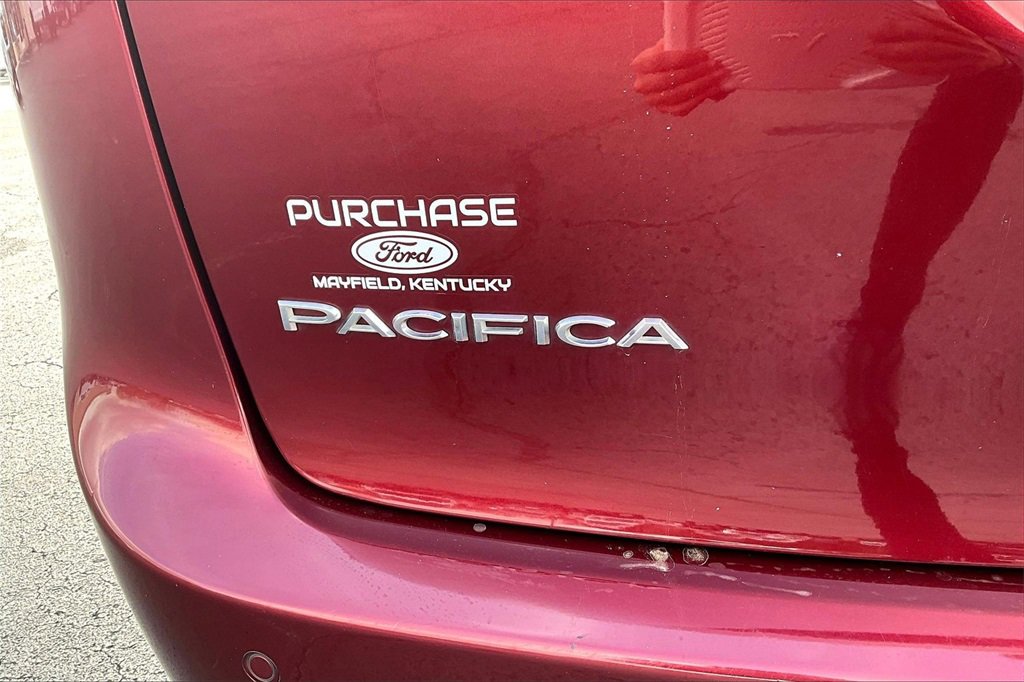 PURCHASE
Ford
MAYFIELD, KENTUCKY
PACIFICA